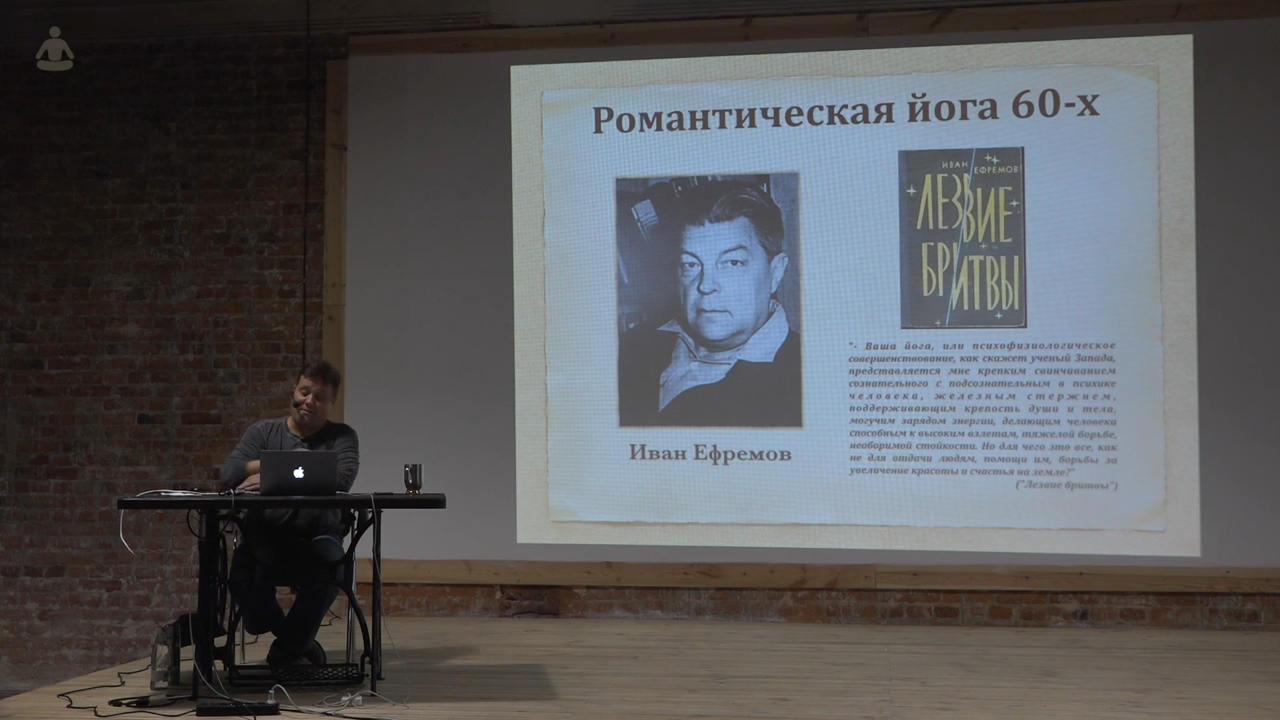 Романтическая йога 60-х
ИВАН
ЕФРЕМОВ
ЛЕЗВИЕ
БРИТВЫ
"- Ваша йога, или психофизиологическое
совершенствование, как скажет ученый Запада,
представляется мне крепким свинчиванием
сознательного с подсознательным в психике
человека, железным стержнем,
поддерживающим крепость души и тела,
могучим зарядом энергии, делающим человека
способным к высоким взлетам, тяжелой борьбе,
необоримой стойкости. Но для чего это все, как
не для отдачи людям, помощи им, борьбы за
увеличение красоты и счастья на земле?"
("Лезвие бритвы")
Иван Ефремов